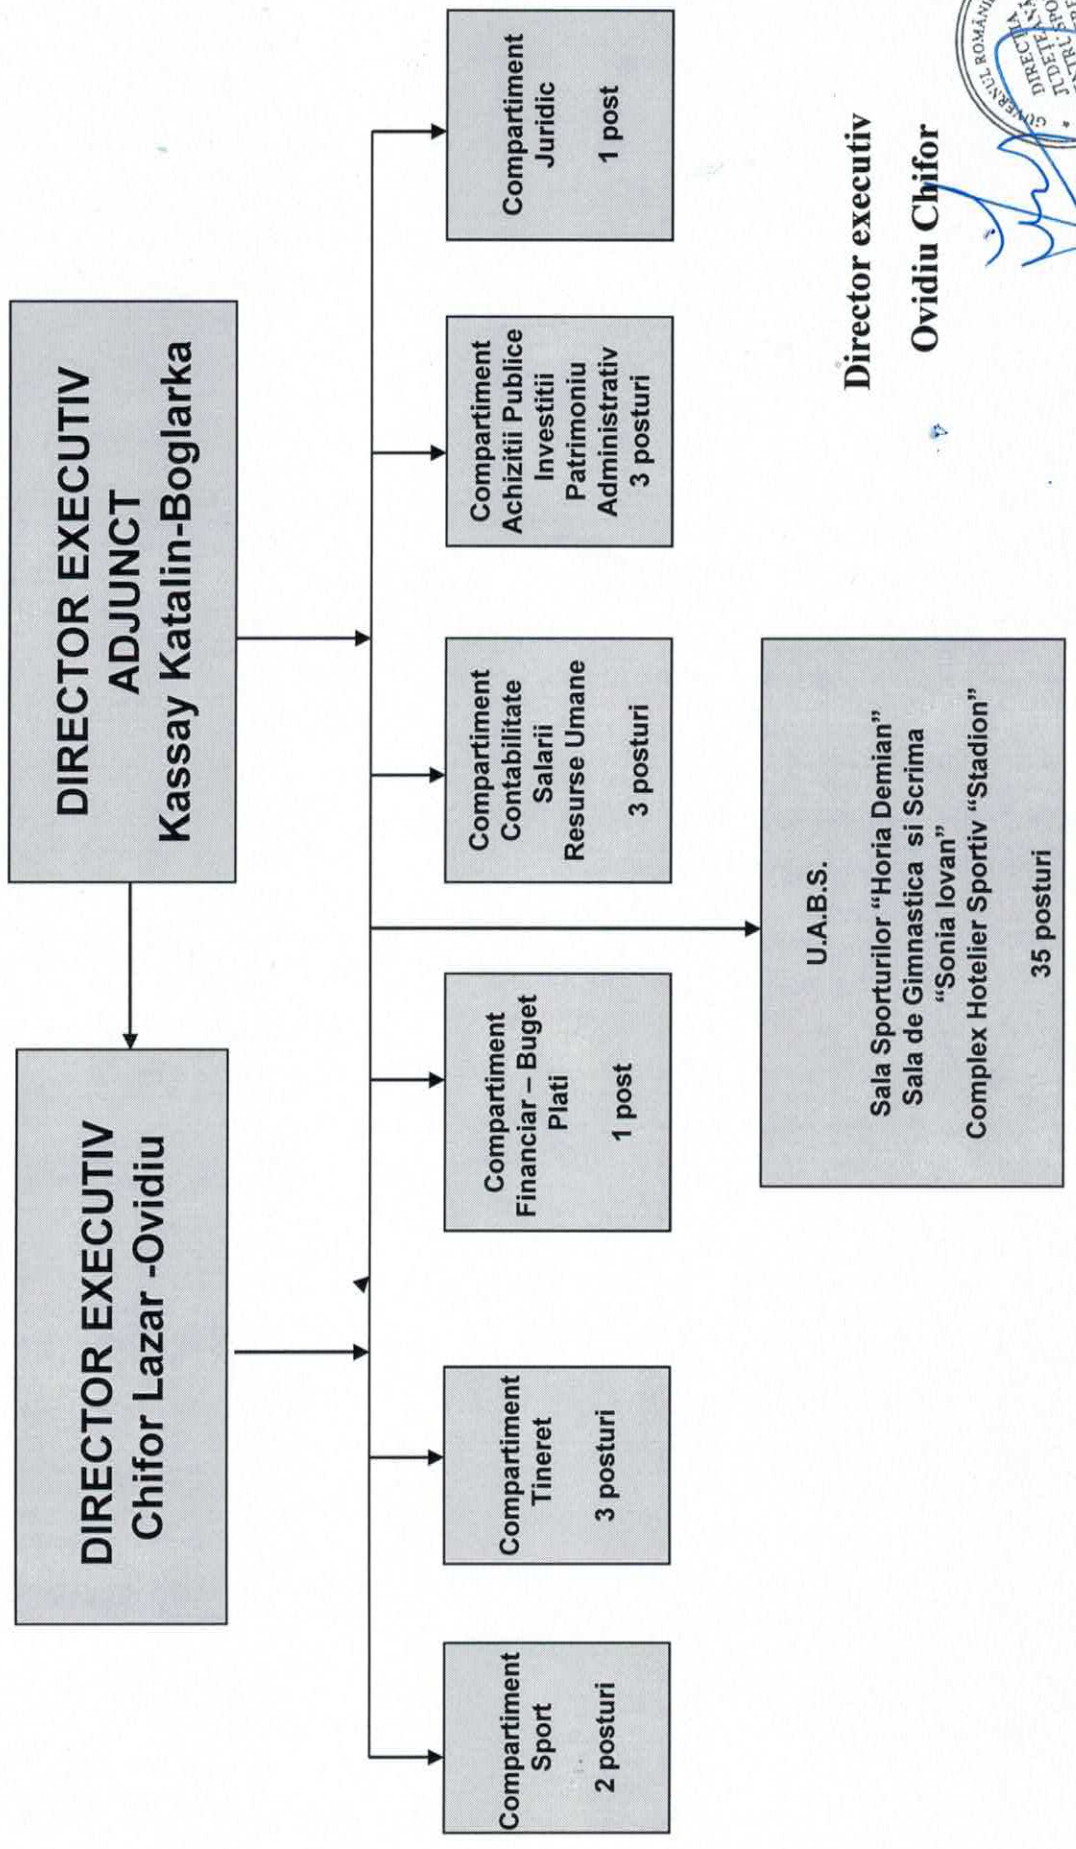 DIRECTOR EXECUTIV
Chifor Lazar -Ovidiu
DIRECTOR EXECUTIV
ADJUNCT
Kassay Katalin-Boglarka
Compartiment
Sport
2 posturi
Compartiment
Tineret
3 posturi
Compartiment
Financiar – Buget
Plati
1 post
Compartiment
Contabilitate
Salarii
Resurse Umane
3 posturi
Compartiment
Achizitii Publice
Investitii
Patrimoniu
Administrativ
3 posturi
Compartiment
Juridic
1 post
U.A.B.S.
Sala Sporturilor “Horia Demian”
Sala de Gimnastica si Scrima
“Sonia Iovan”
Complex Hotelier Sportiv “Stadion”
35 posturi
Director executiv
Ovidiu Chifor
GUVERNUL
DIRECȚIA
JUDEȚEANĂ